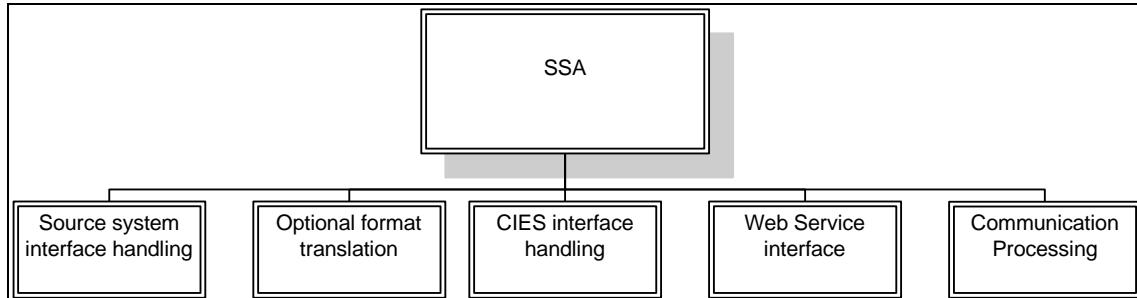 SSA
Source system
interface handling
Optional format
translation
CIES interface
handling
Web Service
interface
Communication
Processing